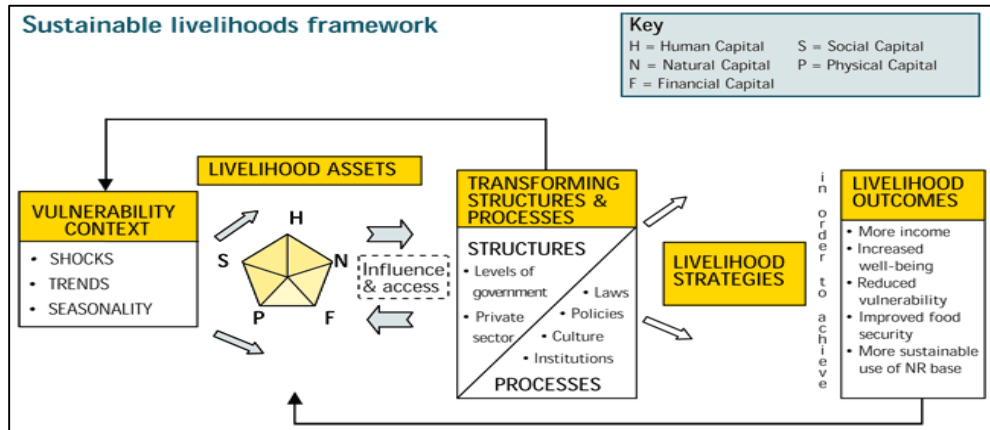 Sustainable livelihoods framework
Key
H = Human Capital S = Social Capital
N = Natural Capital P = Physical Capital
F = Financial Capital
LIVELIHOOD ASSETS
VULNERABILITY
CONTEXT
• SHOCKS
• TRENDS
• SEASONALITY
H
S
N
P
F
Influence
& access
TRANSFORMING
STRUCTURES &
PROCESSES
STRUCTURES
• Levels of
government
• Private
sector
• Laws
• Policies
• Culture
• Institutions
PROCESSES
LIVELIHOOD
STRATEGIES
in order to achieve
LIVELIHOOD
OUTCOMES
• More income
• Increased
well-being
• Reduced
vulnerability
• Improved food
security
• More sustainable
use of NR base